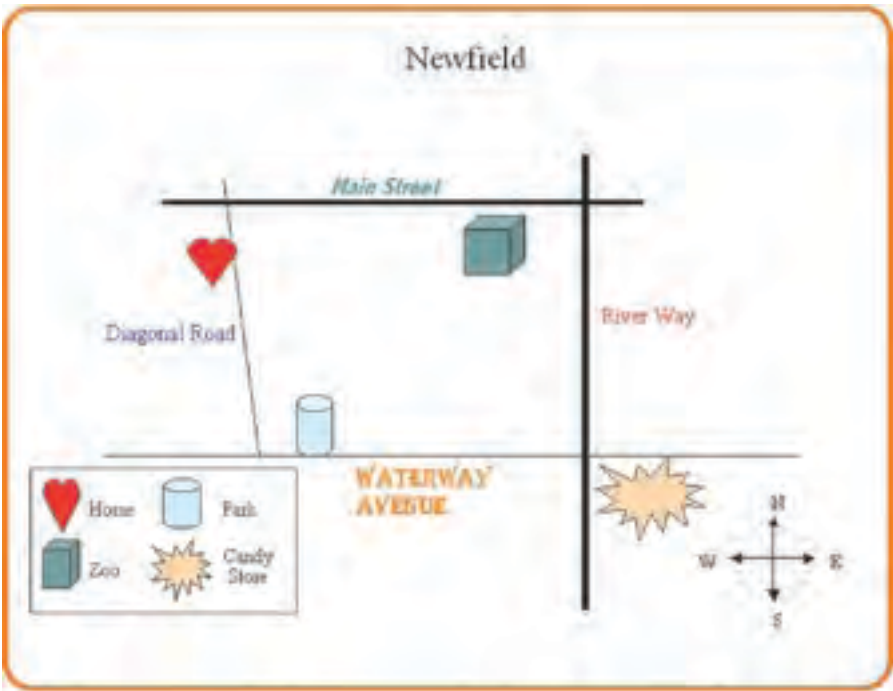 Newfield
Main Street
River Way
Diagonal Road
WATERWAY
AVENUE
Home
Park
Zoo
Candy
Store
N
W
E
S